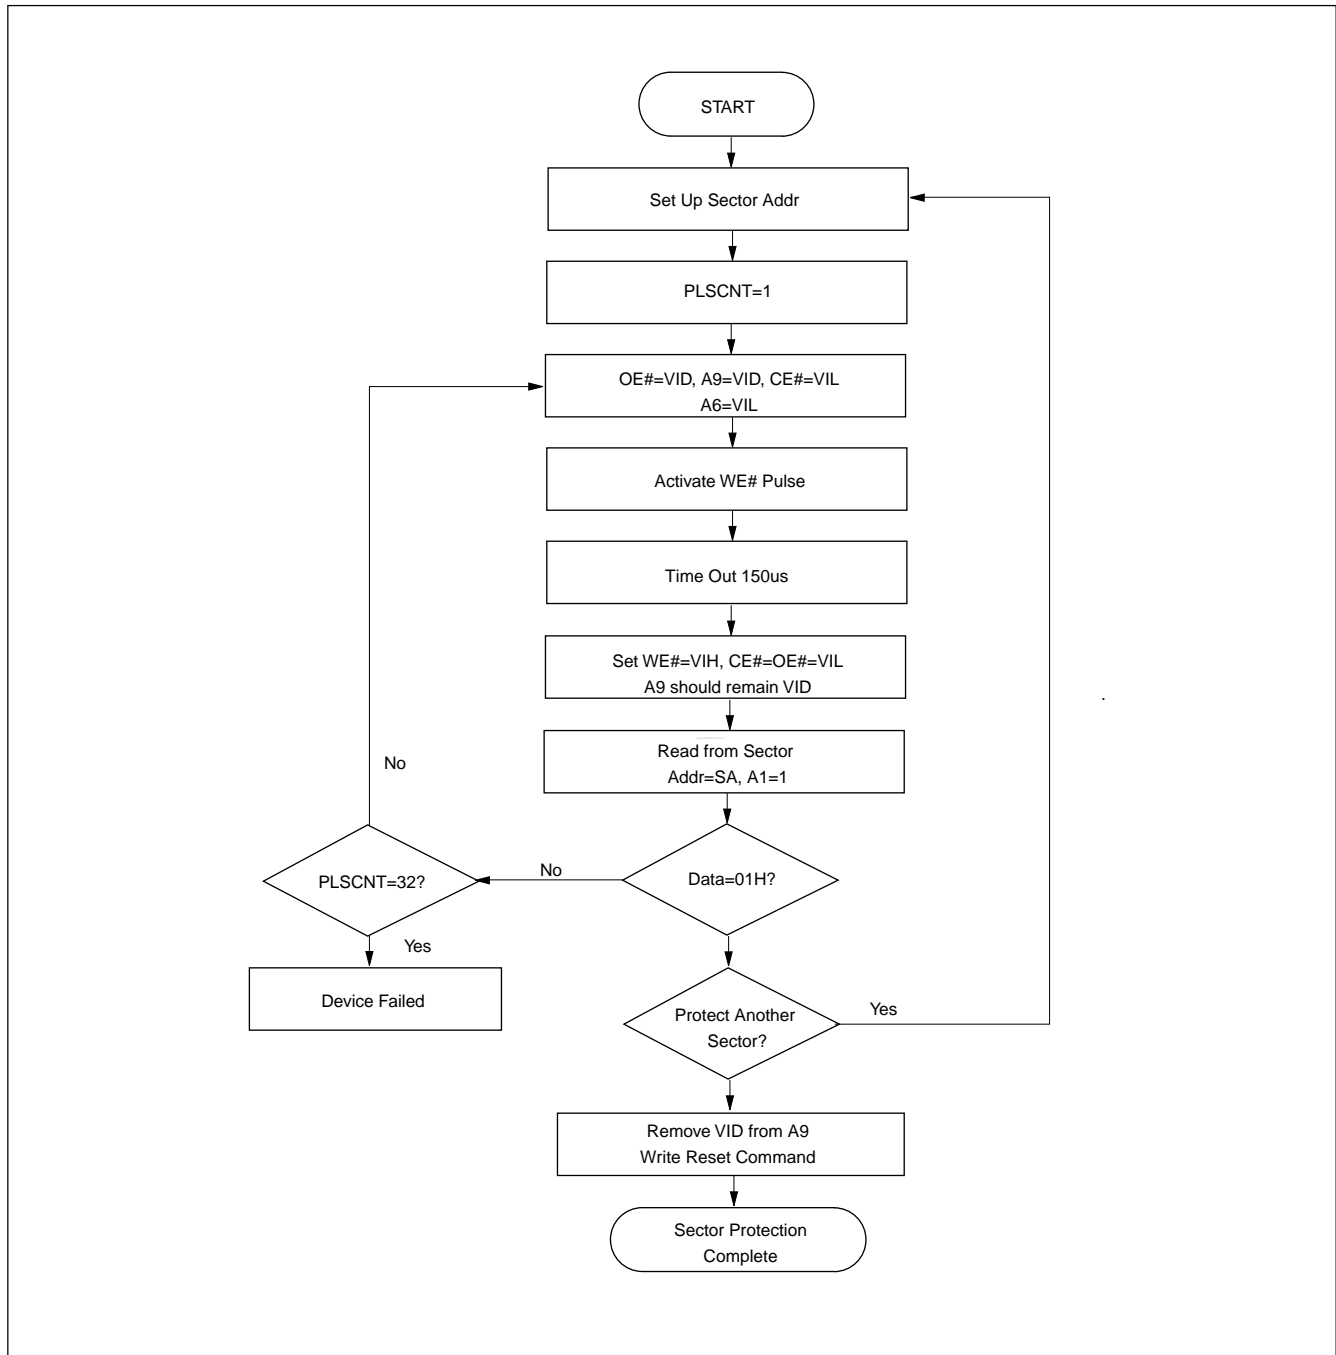 START
Set Up Sector Addr
PLSCNT=1
OE#=VID, A9=VID, CE#=VIL
A6=VIL
Activate WE# Pulse
Time Out 150us
Set WE#=VIH, CE#=OE#=VIL
A9 should remain VID
Read from Sector
Addr=SA, A1=1
No
PLSCNT=32?
No
Data=01H?
Yes
Device Failed
Protect Another
Sector?
Yes
Remove VID from A9
Write Reset Command
Sector Protection
Complete
.